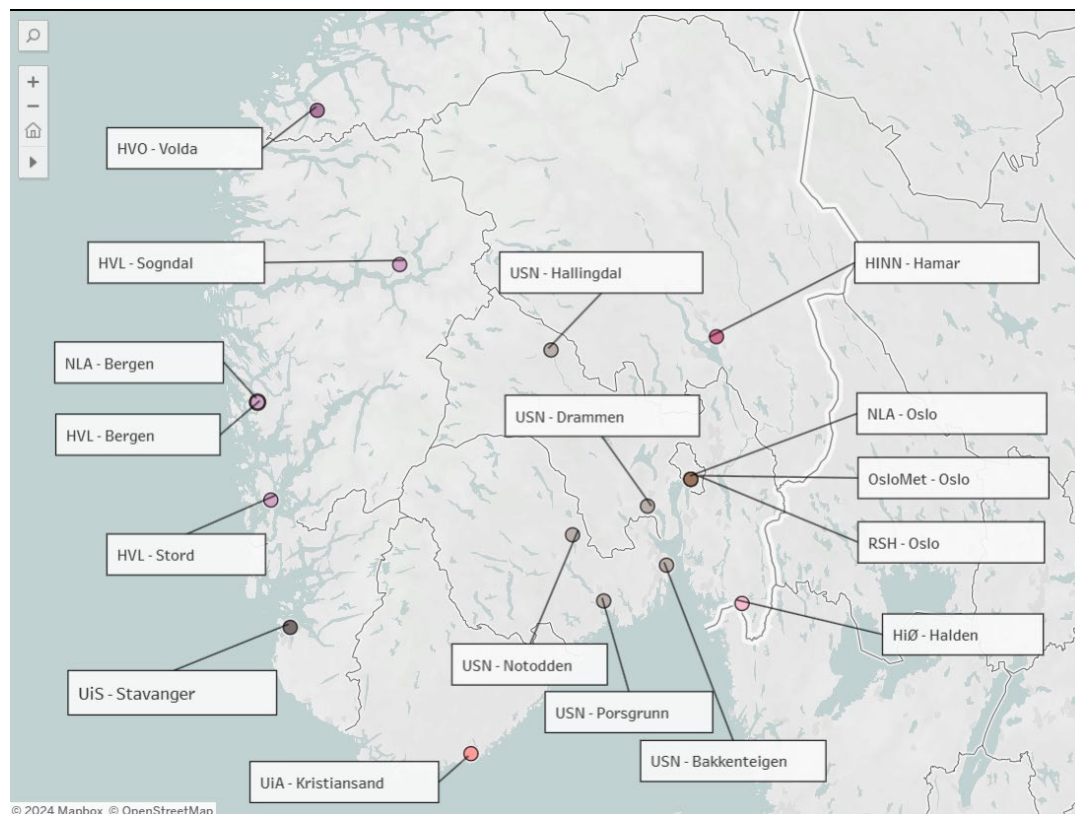 HVO - Volda
HVL - Sogndal
USN - Hallingdal
HINN - Hamar
NLA - Bergen
HVL - Bergen
USN - Drammen
NLA - Oslo
OsloMet - Oslo
RSH - Oslo
HVL - Stord
HiØ - Halden
USN - Notodden
UiS - Stavanger
USN - Porsgrunn
USN - Bakkenteigen
UiA - Kristiansand
© 2024 Mapbox © OpenStreetMap